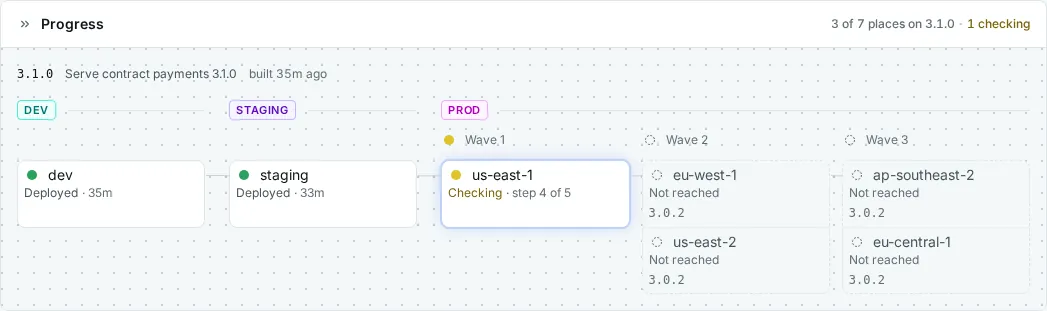 » Progress
3 of 7 places on 3.1.0 · 1 checking
3.1.0 Serve contract payments 3.1.0 built 35m ago
DEV
STAGING
PROD
Wave 1
Wave 2
Wave 3
dev
Deployed · 35m
staging
Deployed · 33m
us-east-1
Checking · step 4 of 5
eu-west-1
Not reached
3.0.2
us-east-2
Not reached
3.0.2
ap-southeast-2
Not reached
3.0.2
eu-central-1
Not reached
3.0.2